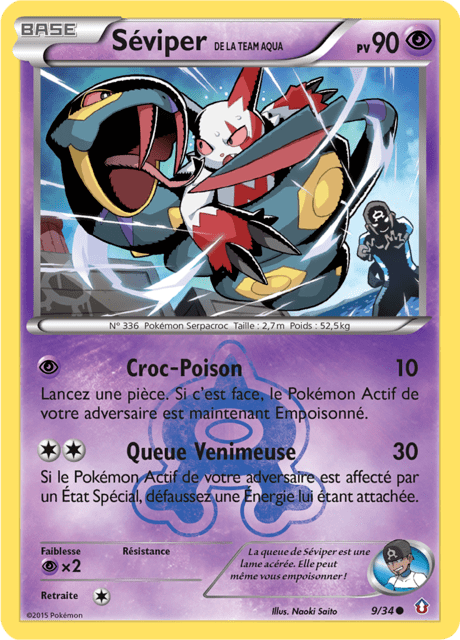 BASE
Séviper DE LA TEAM AQUA PV 90
N° 336 Pokémon Serpacroc Taille : 2,7 m Poids : 52,5 kg
Croc-Poison 10
Lancez une pièce. Si c'est face, le Pokémon Actif de
votre adversaire est maintenant Empoisonné.
Queue Venimeuse 30
Si le Pokémon Actif de votre adversaire est affecté par
un État Spécial, défaussez une Énergie lui étant attachée.
Faiblesse Résistance
×2
Retraite
La queue de Séviper est une
lame acérée. Elle peut
même vous empoisonner !
©2015 Pokémon
Illus. Naoki Saito 9/34